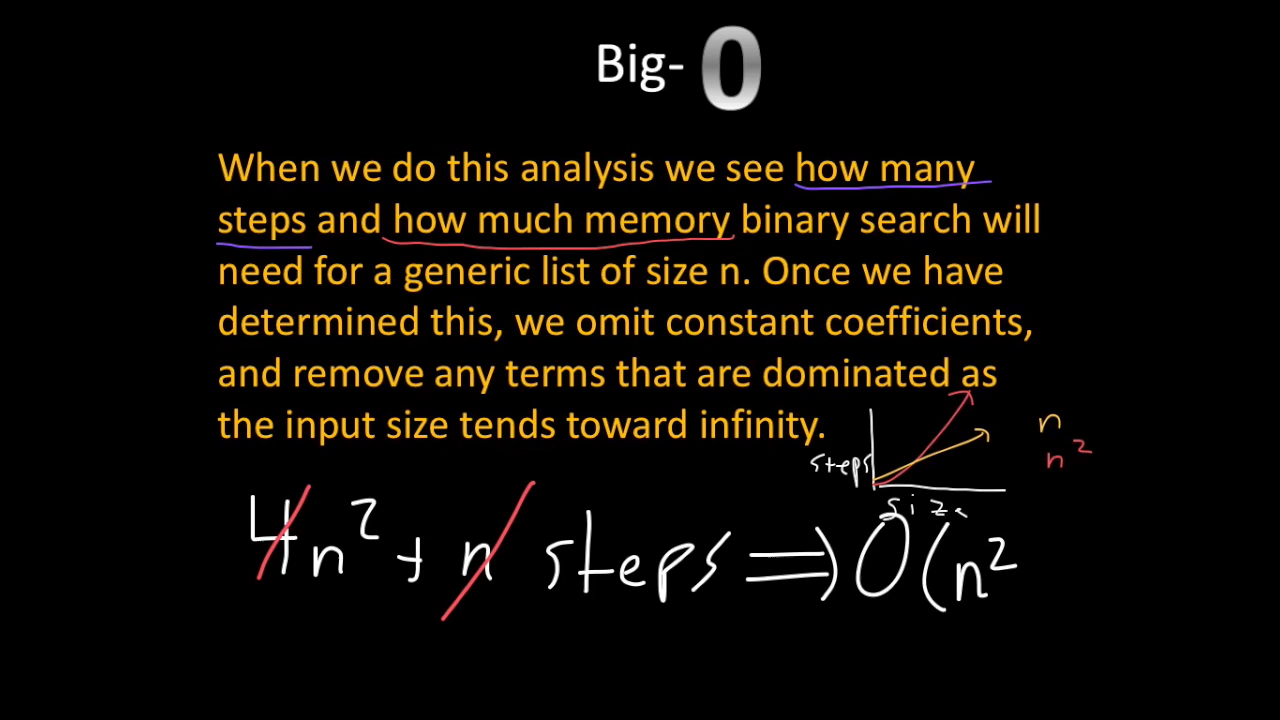 Big-O
When we do this analysis we see how many
steps and how much memory binary search will
need for a generic list of size n. Once we have
determined this, we omit constant coefficients,
and remove any terms that are dominated as
the input size tends toward infinity.
n
n²
steps
size
4n² + n steps ⇒ O(n²